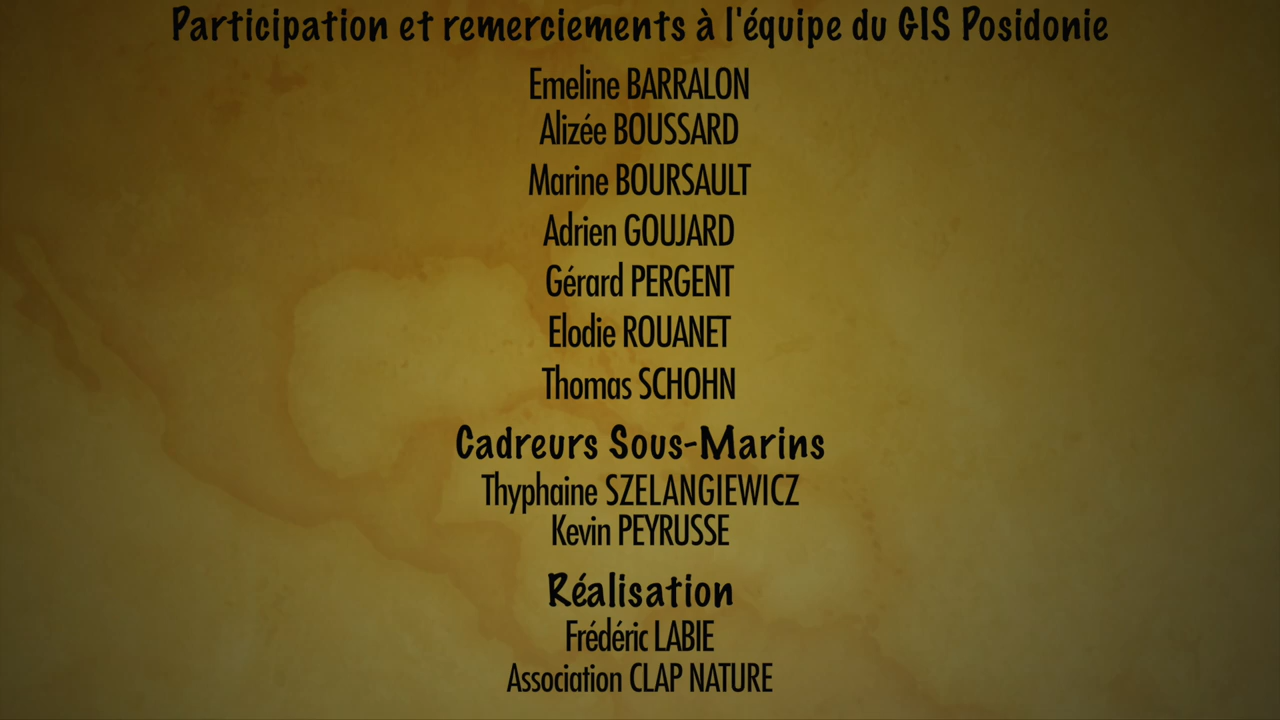 Participation et remerciements à l'équipe du GIS Posidonie
Emeline BARRALON
Alizée BOUSSARD
Marine BOURSAULT
Adrien GOUJARD
Gérard PERGENT
Elodie ROUANET
Thomas SCHOHN
Cadreurs Sous-Marins
Thyphaine SZELANGIEWICZ
Kevin PEYRUSSE
Réalisation
Frédéric LABIE
Association CLAP NATURE